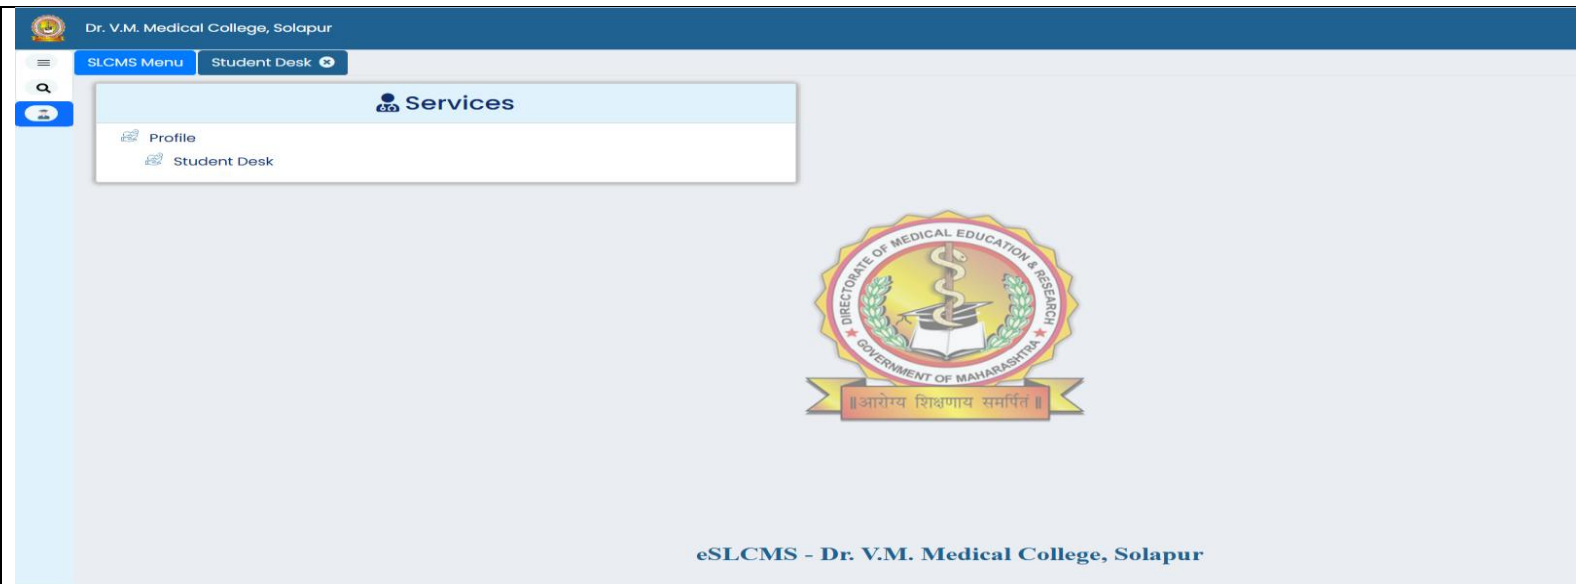 Dr. V.M. Medical College, Solapur
SLCMS Menu
Student Desk
Services
Profile
Student Desk
DIRECTORATE OF MEDICAL EDUCATION & RESEARCH
GOVERNMENT OF MAHARASHTRA
॥आरोग्य शिक्षणाय समर्पितं॥
eSLCMS - Dr. V.M. Medical College, Solapur